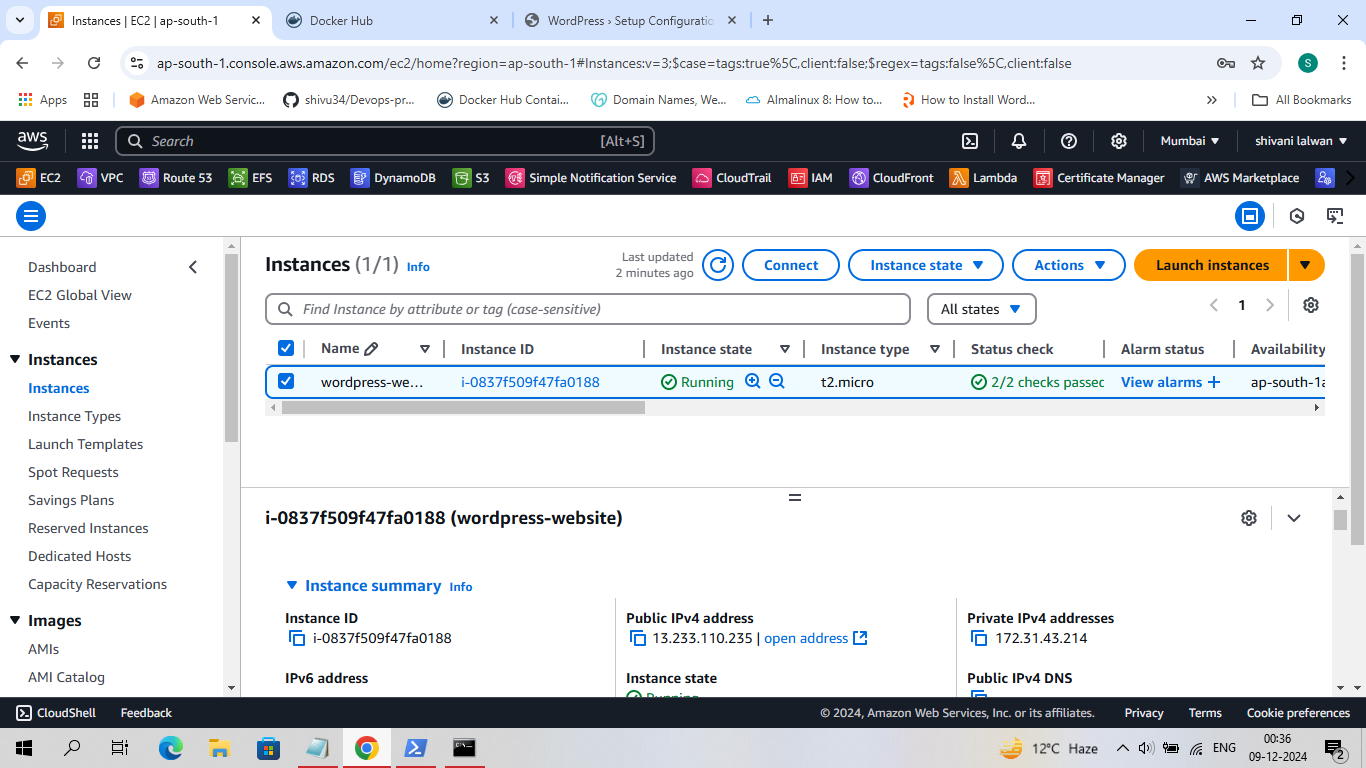 Instances | EC2 | ap-south-1
Docker Hub
WordPress › Setup Configuratio
ap-south-1.console.aws.amazon.com/ec2/home?region=ap-south-1#Instances:v=3;$case=tags:true%5C,client:false;$regex=tags:false%5C,client:false
S
Apps
Amazon Web Servic...
shivu34/Devops-pr...
Docker Hub Contai...
Domain Names, We...
Almalinux 8: How to...
How to Install Word...
All Bookmarks
aws
Search
[Alt+S]
Mumbai
shivani lalwan
EC2
VPC
Route 53
EFS
RDS
DynamoDB
S3
Simple Notification Service
CloudTrail
IAM
CloudFront
Lambda
Certificate Manager
AWS Marketplace
Dashboard
EC2 Global View
Events
Instances
Instances
Instance Types
Launch Templates
Spot Requests
Savings Plans
Reserved Instances
Dedicated Hosts
Capacity Reservations
Images
AMIs
AMI Catalog
Instances (1/1) Info
Last updated
2 minutes ago
Connect
Instance state
Actions
Launch instances
Find Instance by attribute or tag (case-sensitive)
All states
1
Name
Instance ID
Instance state
Instance type
Status check
Alarm status
Availability
wordpress-we...
i-0837f509f47fa0188
Running
t2.micro
2/2 checks passed
View alarms +
ap-south-1a
i-0837f509f47fa0188 (wordpress-website)
Instance summary Info
Instance ID
i-0837f509f47fa0188
Public IPv4 address
13.233.110.235 | open address
Private IPv4 addresses
172.31.43.214
IPv6 address
Instance state
Running
Public IPv4 DNS
CloudShell
Feedback
© 2024, Amazon Web Services, Inc. or its affiliates.
Privacy
Terms
Cookie preferences
12°C Haze
ENG
00:36
09-12-2024
2